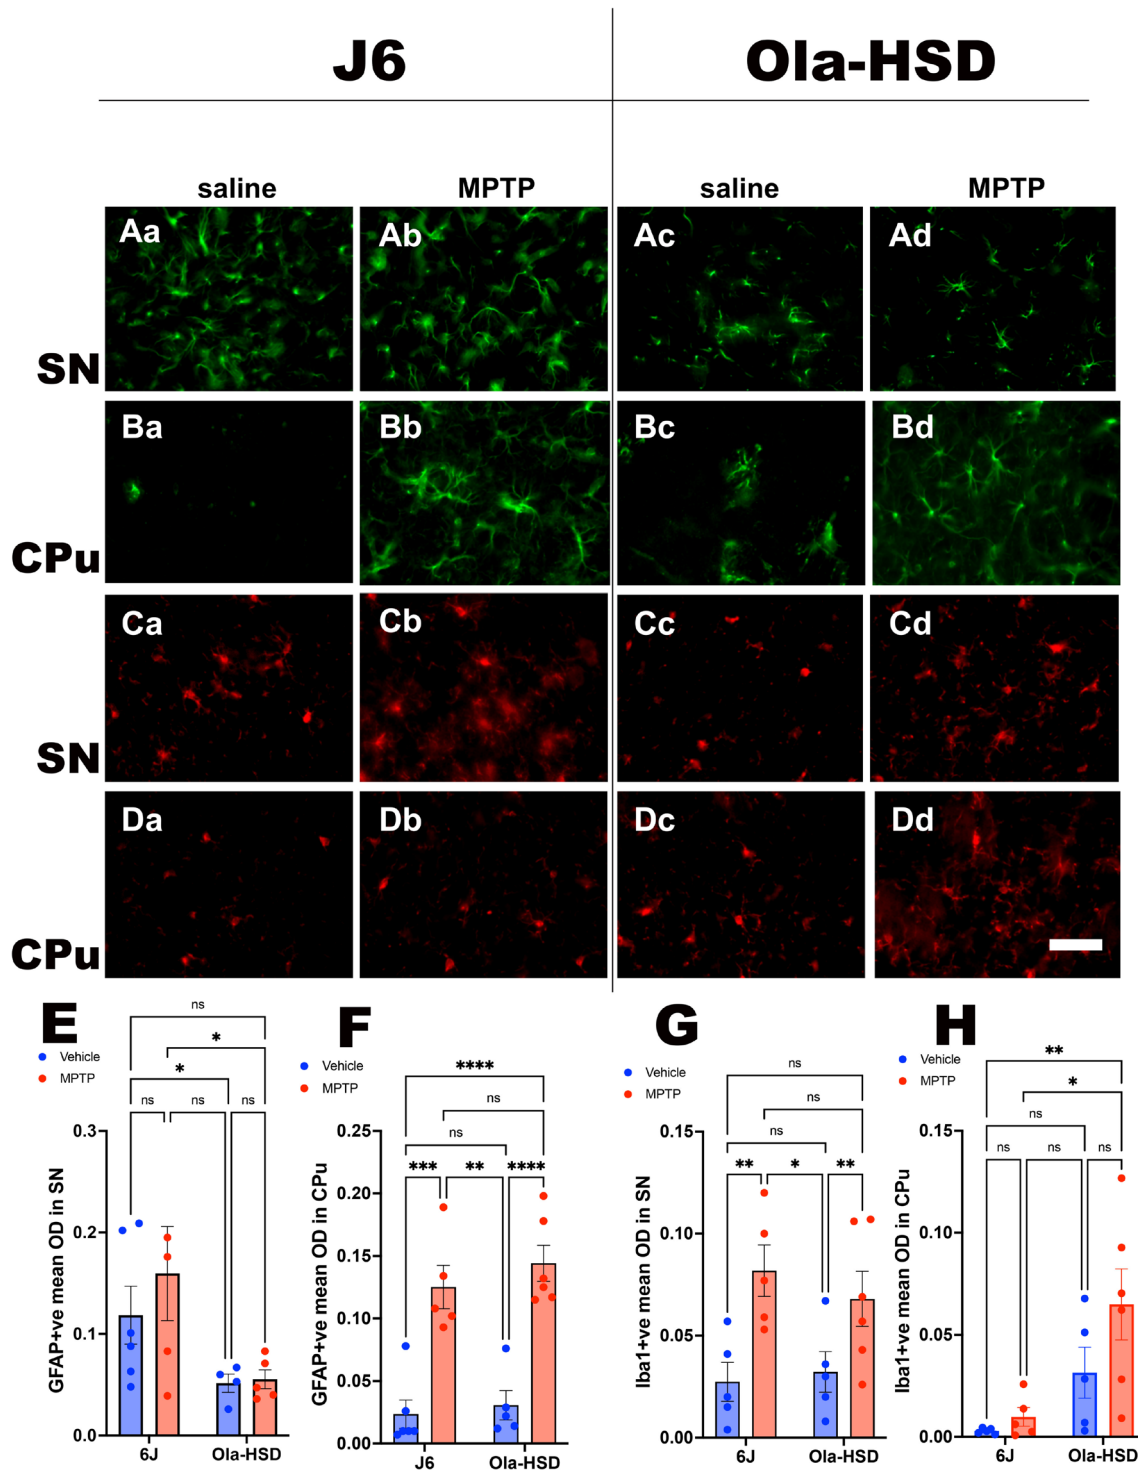 J6 Ola-HSD
saline MPTP saline MPTP
Aa Ab Ac Ad
SN
Ba Bb Bc Bd
CPu
Ca Cb Cc Cd
SN
Da Db Dc Dd
CPu
E
Vehicle
MPTP
ns
*
*
ns ns ns
GFAP+ve mean OD in SN
0.3
0.2
0.1
0.0
6J Ola-HSD
F
Vehicle
MPTP
****
ns
ns
*** ** ****
GFAP+ve mean OD in CPu
0.25
0.20
0.15
0.10
0.05
0.00
J6 Ola-HSD
G
Vehicle
MPTP
ns
ns
ns
** * **
Iba1+ve mean OD in SN
0.15
0.10
0.05
0.00
6J Ola-HSD
H
Vehicle
MPTP
**
*
ns
ns ns ns
Iba1+ve mean OD in CPu
0.15
0.10
0.05
0.00
6J Ola-HSD